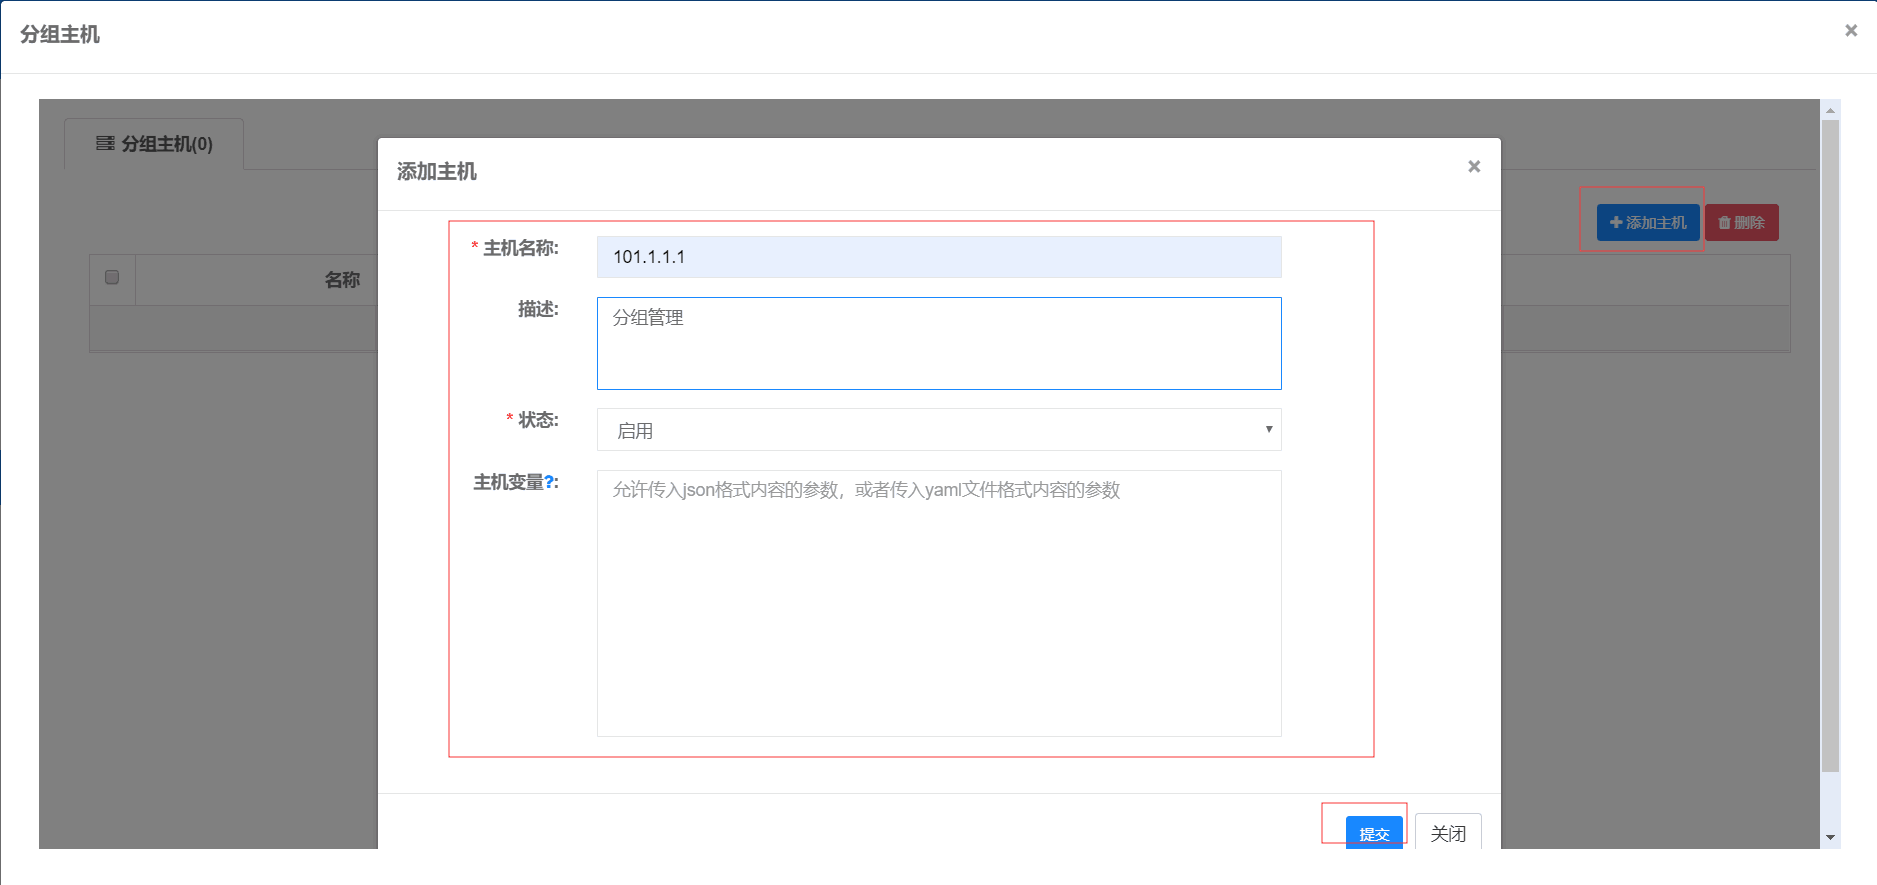 分组主机
×
分组主机(0)
添加主机
×
添加主机
删除
名称
* 主机名称:
101.1.1.1
描述:
分组管理
* 状态:
启用
主机变量?:
允许传入json格式内容的参数，或者传入yaml文件格式内容的参数
提交
关闭